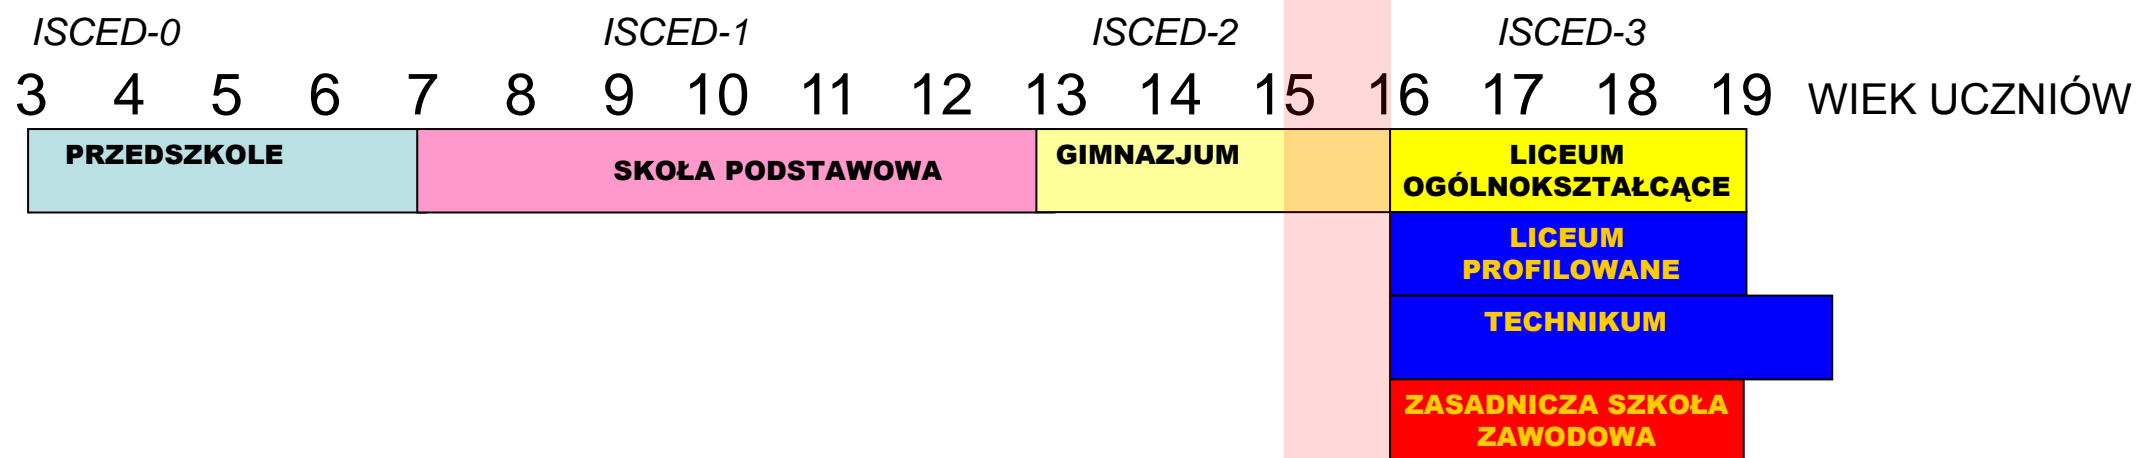 ISCED-0 ISCED-1 ISCED-2 ISCED-3
3 4 5 6 7 8 9 10 11 12 13 14 15 16 17 18 19 WIEK UCZNIÓW
PRZEDSZKOLE
SKOŁA PODSTAWOWA
GIMNAZJUM
LICEUM
OGÓLNOKSZTAŁCĄCE
LICEUM
PROFILOWANE
TECHNIKUM
ZASADNICZA SZKOŁA
ZAWODOWA